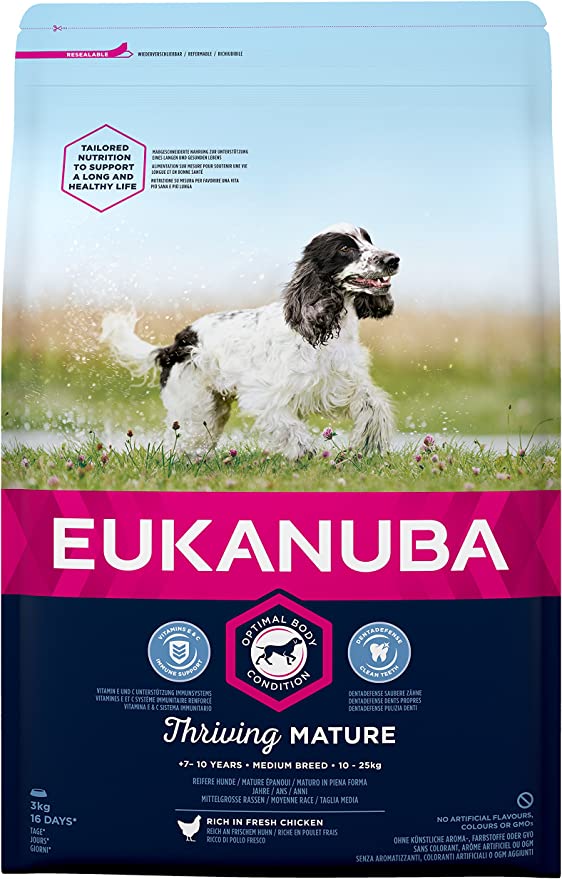 RESEALABLE
WIEDERVERSCHLIEßBAR / REFERMABLE / RICHIUDIBILE
TAILORED
NUTRITION
TO SUPPORT
A LONG AND
HEALTHY LIFE
MAßGESCHNEIDERTE NAHRUNG ZUR UNTERSTÜTZUNG
EINES LANGEN UND GESUNDEN LEBENS
ALIMENTATION SUR MESURE POUR SOUTENIR UNE VIE
LONGUE ET EN BONNE SANTÉ
NUTRIZIONE SU MISURA PER FAVORIRE UNA VITA
PIÙ SANA E PIÙ LUNGA
EUKANUBA
VITAMINS E & C
IMMUNE SUPPORT
OPTIMAL BODY
CONDITION
DENTADEFENSE
CLEAN TEETH
VITAMIN E UND C UNTERSTÜTZUNG IMMUNSYSTEMS
VITAMINES E ET C SYSTÈME IMMUNITAIRE RENFORCÉ
VITAMINA E & C SISTEMA IMMUNITARIO
DENTADEFENSE SAUBERE ZÄHNE
DENTADEFENSE DENTS PROPRES
DENTADEFENSE PULIZIA DENTI
Thriving MATURE
+7- 10 YEARS • MEDIUM BREED • 10 - 25kg
REIFERE HUNDE / MATURE ÉPANOUI / MATURO IN PIENA FORMA
JAHRE / ANS / ANNI
MITTELGROSSE RASSEN / MOYENNE RACE / TAGLIA MEDIA
3kg
16 DAYS*
TAGE*
JOURS*
GIORNI*
RICH IN FRESH CHICKEN
REICH AN FRISCHEM HUHN / RICHE EN POULET FRAIS
RICCO DI POLLO FRESCO
NO ARTIFICIAL FLAVOURS,
COLOURS OR GMOs
OHNE KÜNSTLICHE AROMA-, FARBSTOFFE ODER GVO
SANS COLORANT, ARÔME ARTIFICIEL OU OGM
SENZA AROMATIZZANTI, COLORANTI ARTIFICIALI O OGM AGGIUNTI